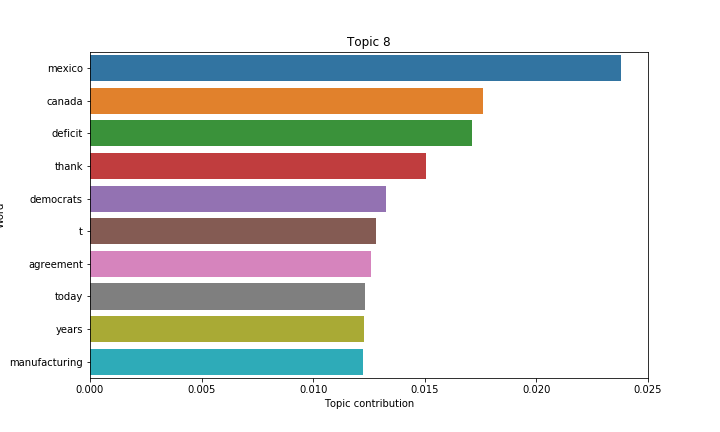 Topic 8
mexico
canada
deficit
thank
democrats
t
agreement
today
years
manufacturing
0.000 0.005 0.010 0.015 0.020 0.025
Topic contribution